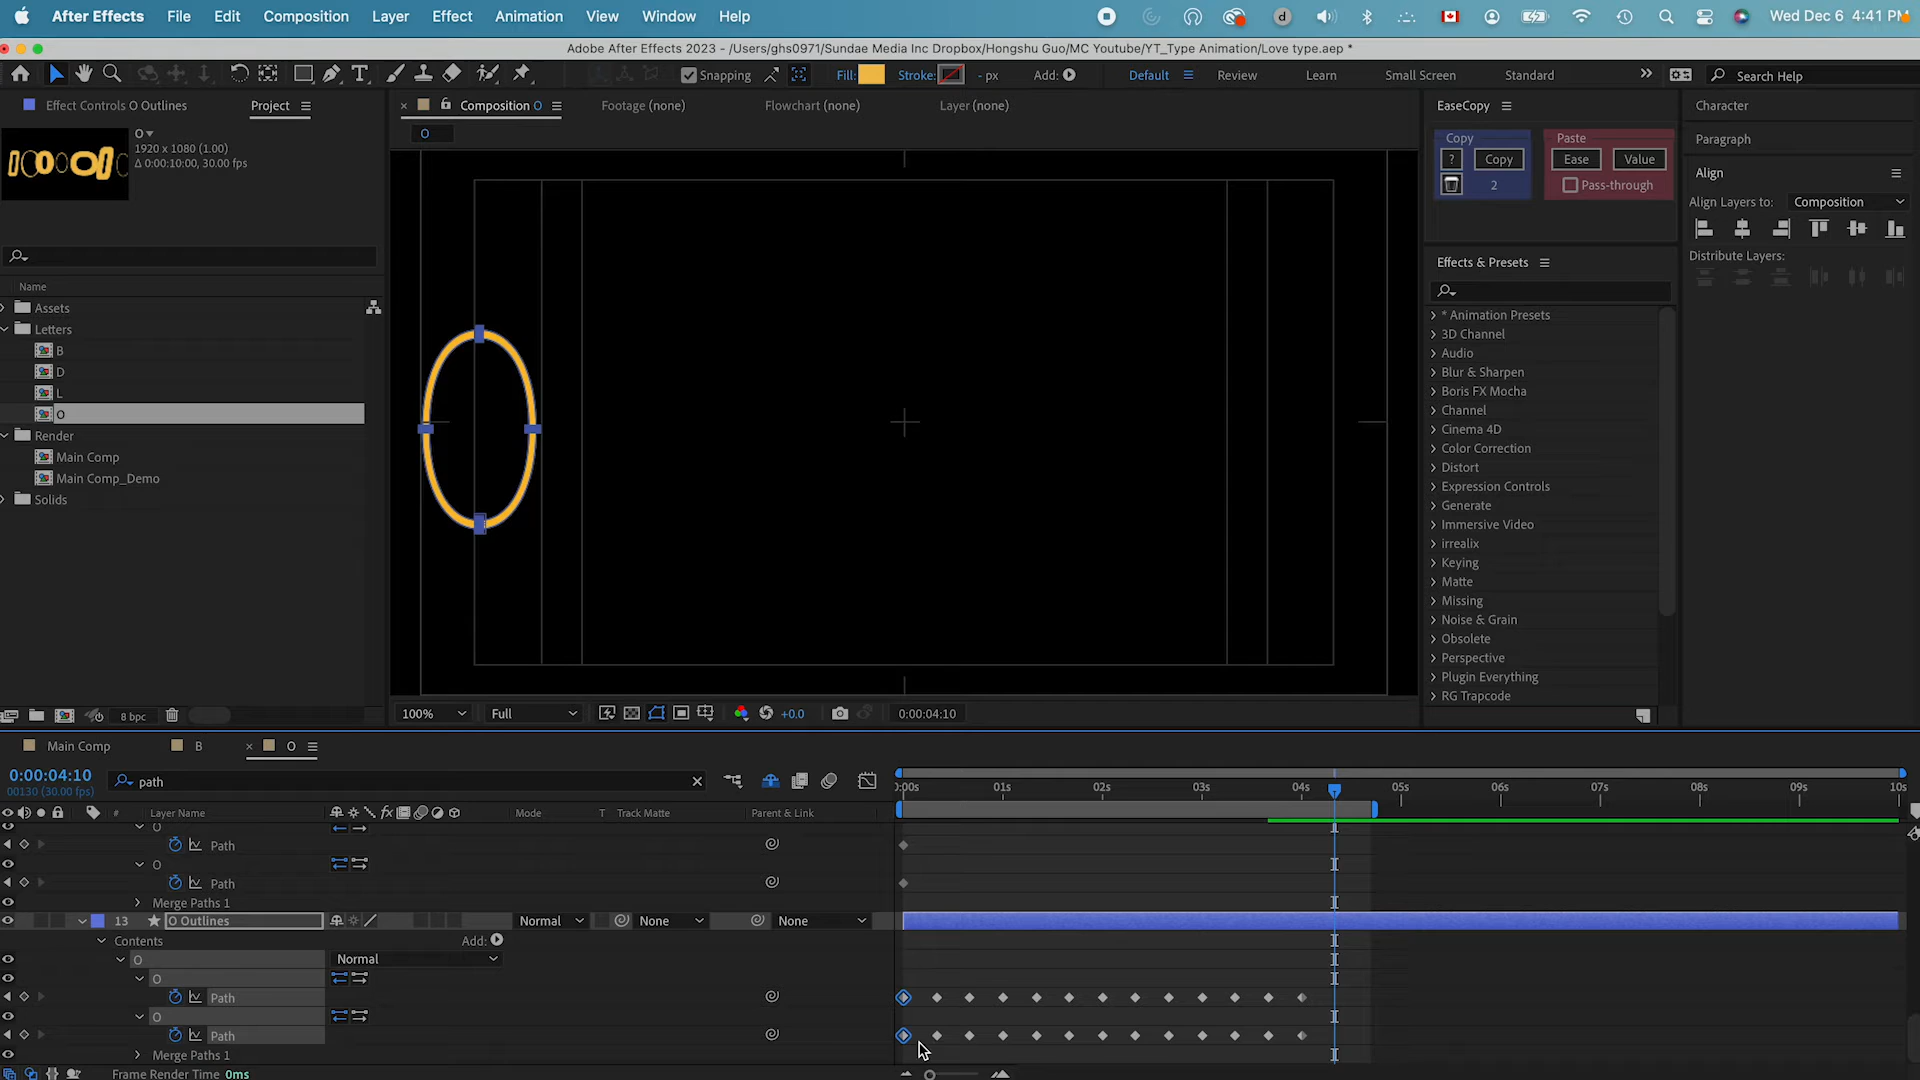 After Effects File Edit Composition Layer Effect Animation View Window Help Wed Dec 6 4:41 PM
Adobe After Effects 2023 - /Users/ghs0971/Sundae Media Inc Dropbox/Hongshu Guo/MC Youtube/YT_Type Animation/Love type.aep *
Snapping Fill: Stroke: - px Add: Default Review Learn Small Screen Standard Search Help
Effect Controls O Outlines Project Composition O Footage (none) Flowchart (none) Layer (none) EaseCopy Character
O
1920 x 1080 (1.00)
Δ 0:00:10:00, 30.00 fps
O
Copy Paste
? Copy Ease Value
2 Pass-through
Paragraph
Align
Align Layers to: Composition
Distribute Layers:
Effects & Presets
* Animation Presets
3D Channel
Audio
Blur & Sharpen
Boris FX Mocha
Channel
Cinema 4D
Color Correction
Distort
Expression Controls
Generate
Immersive Video
irrealix
Keying
Matte
Missing
Noise & Grain
Obsolete
Perspective
Plugin Everything
RG Trapcode
Name
Assets
Letters
B
D
L
O
Render
Main Comp
Main Comp_Demo
Solids
8 bpc 100% Full +0.0 0:00:04:10
Main Comp B O
0:00:04:10 path
00130 (30.00 fps)
:00s 01s 02s 03s 04s 05s 06s 07s 08s 09s 10s
# Layer Name fx Mode T Track Matte Parent & Link
O
Path
O
Path
Merge Paths 1
13 O Outlines Normal None None
Contents Add:
O Normal
O
Path
O
Path
Merge Paths 1
Frame Render Time 0ms